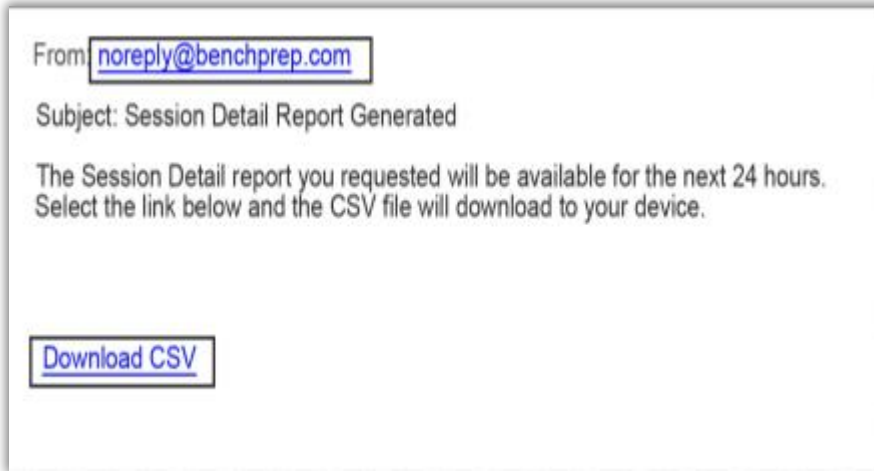 From: noreply@benchprep.com
Subject: Session Detail Report Generated
The Session Detail report you requested will be available for the next 24 hours.
Select the link below and the CSV file will download to your device.
Download CSV